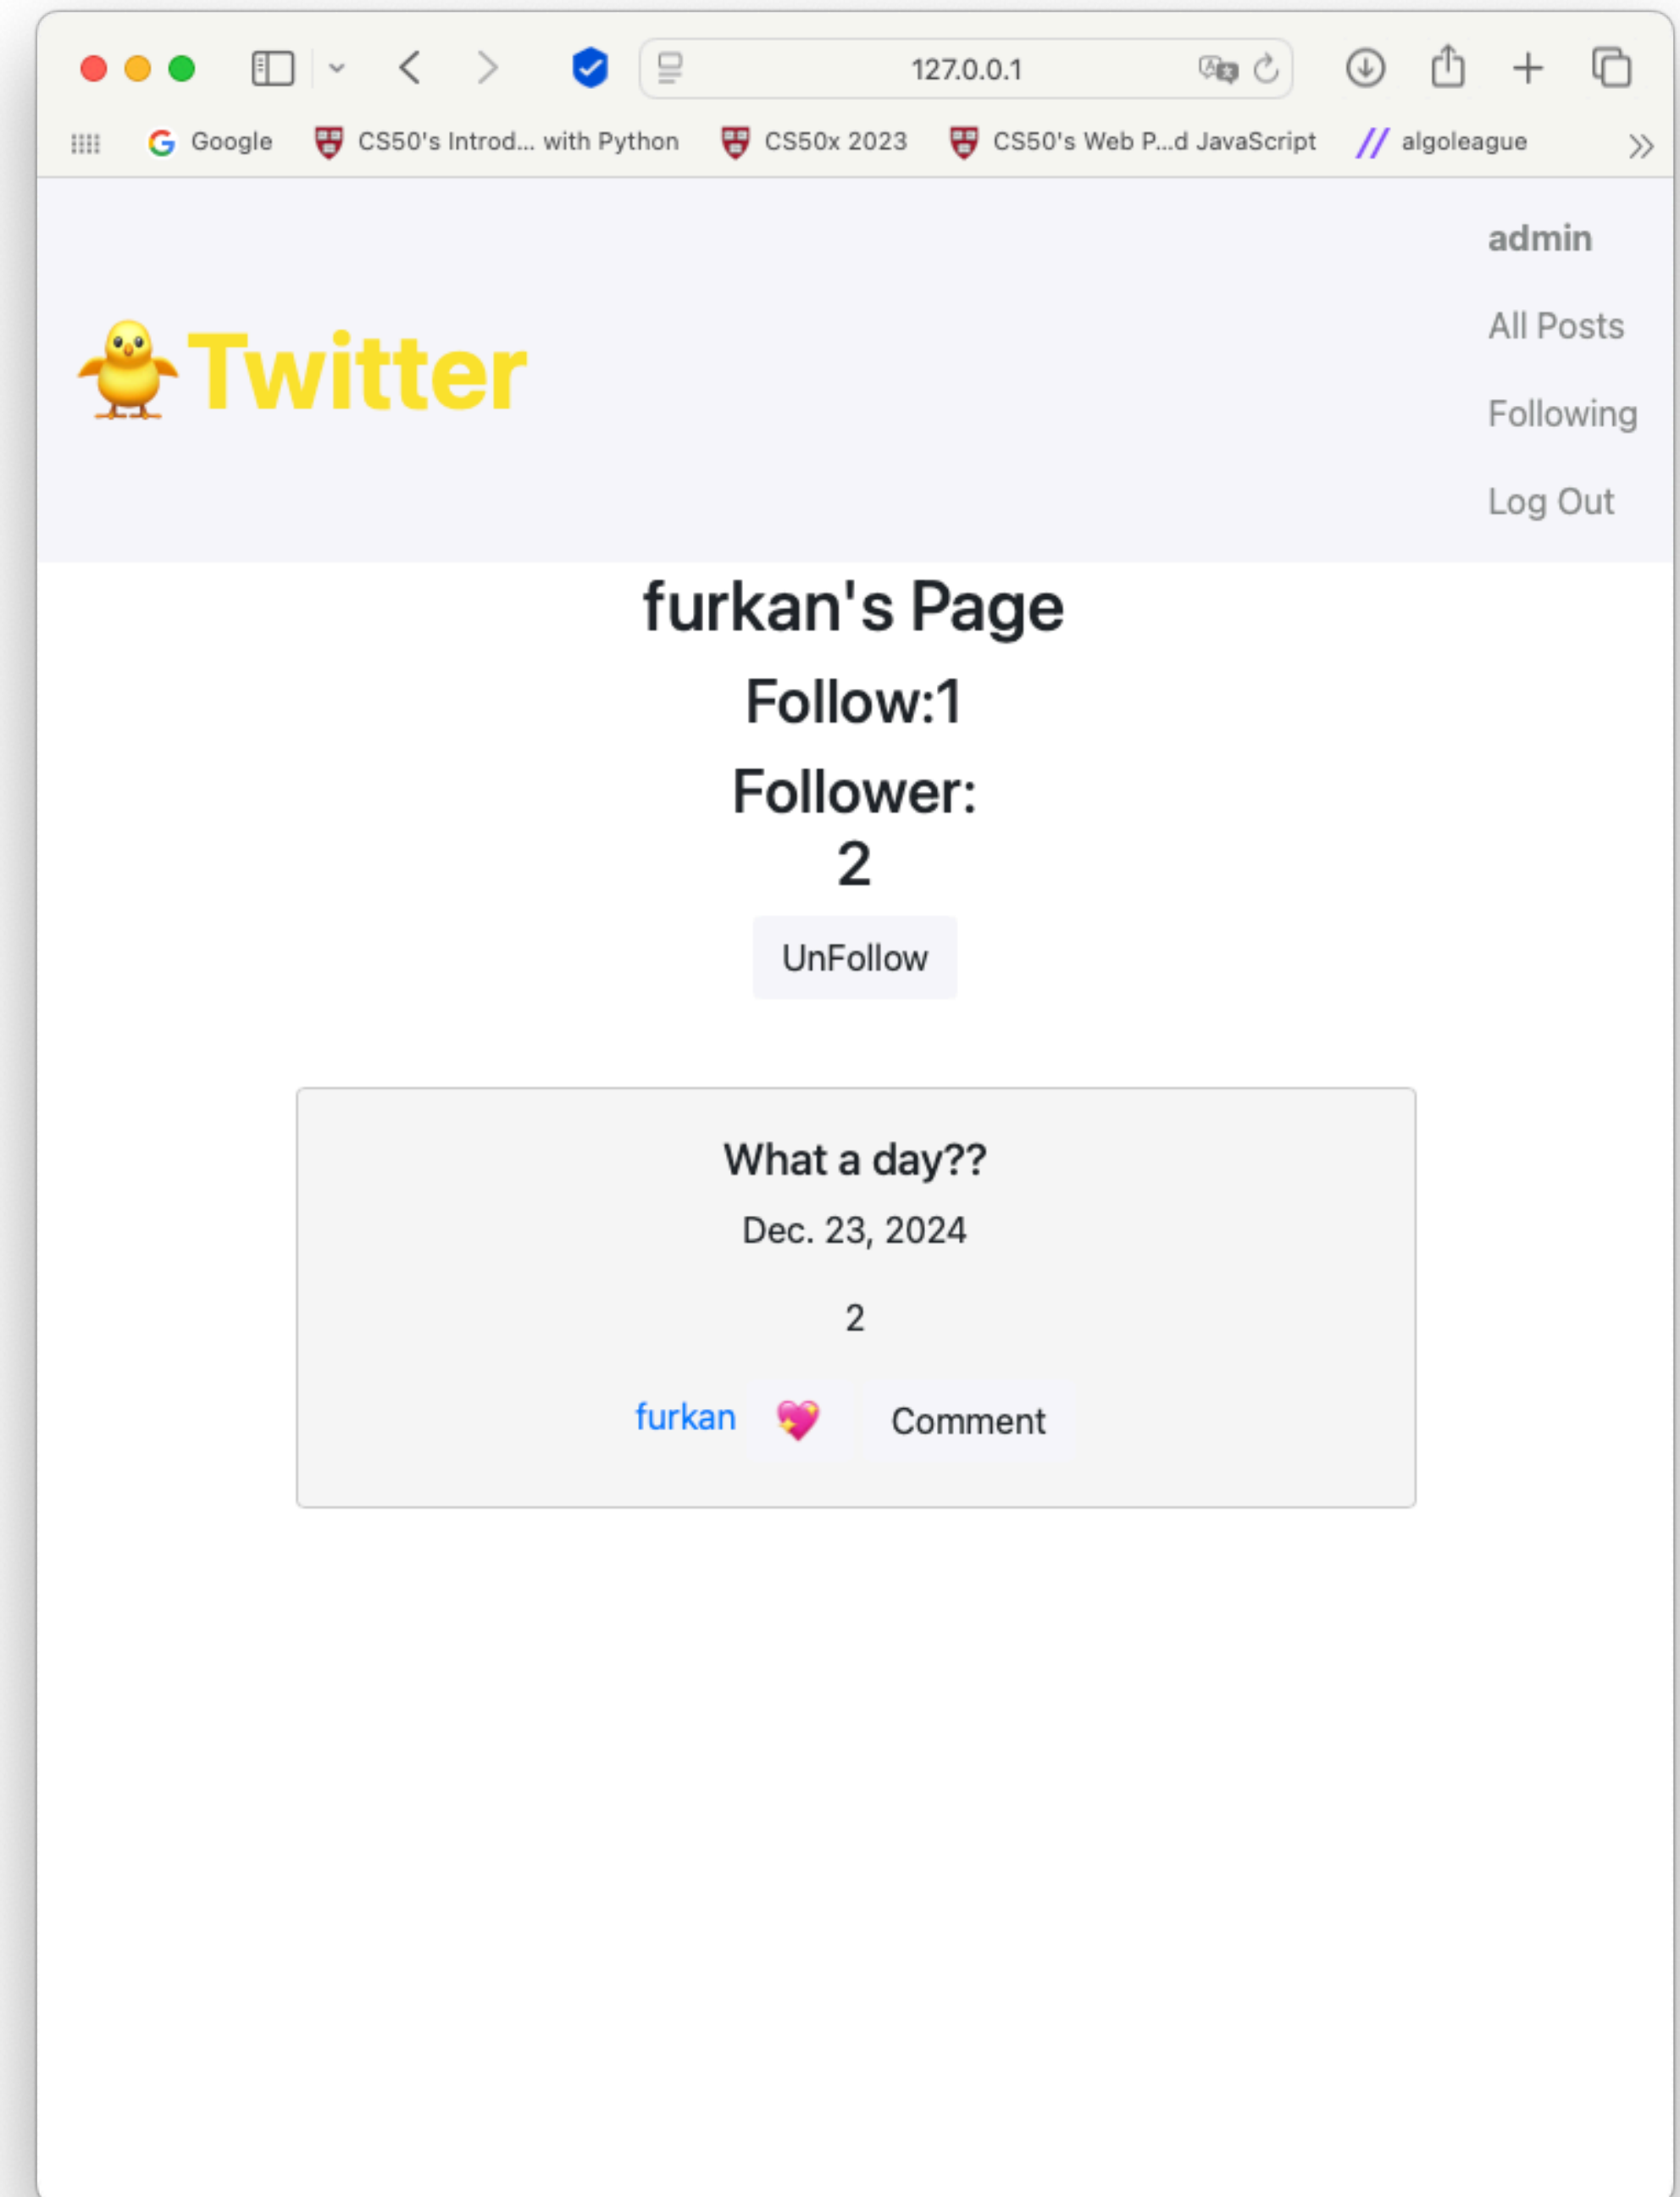 127.0.0.1
Google CS50's Introd... with Python CS50x 2023 CS50's Web P...d JavaScript algoleague
admin
All Posts
Twitter
Following
Log Out
furkan's Page
Follow:1
Follower:
2
UnFollow
What a day??
Dec. 23, 2024
2
furkan 💖 Comment